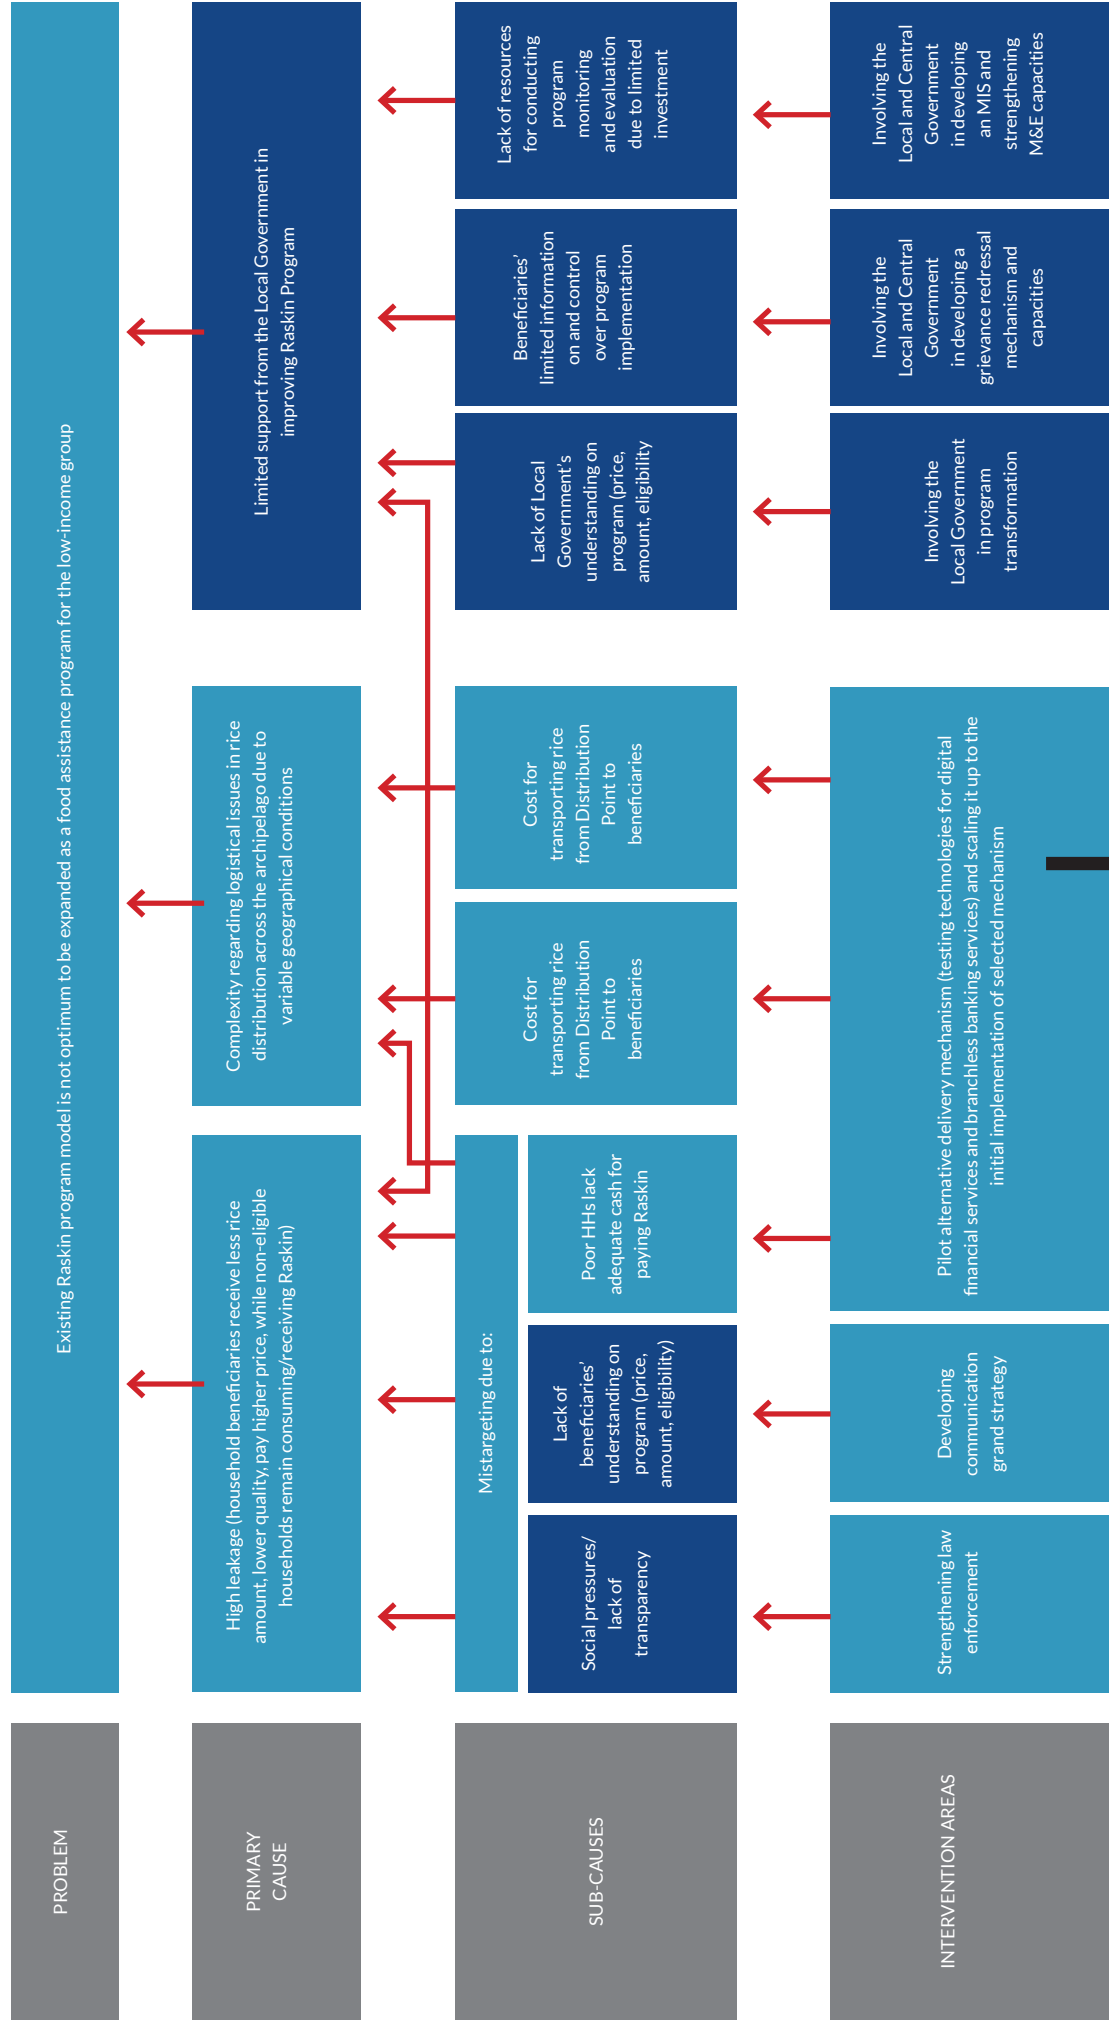 PROBLEM
Existing Raskin program model is not optimum to be expanded as a food assistance program for the low-income group
PRIMARY
CAUSE
High leakage (household beneficiaries receive less rice
amount, lower quality, pay higher price, while non-eligible
households remain consuming/receiving Raskin)
Complexity regarding logistical issues in rice
distribution across the archipelago due to
variable geographical conditions
Limited support from the Local Government in
improving Raskin Program
SUB-CAUSES
Mistargeting due to:
Social pressures/
lack of
transparency
Lack of
beneficiaries’
understanding on
program (price,
amount, eligibility)
Poor HHs lack
adequate cash for
paying Raskin
Cost for
transporting rice
from Distribution
Point to
beneficiaries
Cost for
transporting rice
from Distribution
Point to
beneficiaries
Lack of Local
Government's
understanding on
program (price,
amount, eligibility
Beneficiaries’
limited information
on and control
over program
implementation
Lack of resources
for conducting
program
monitoring
and evaluation
due to limited
investment
INTERVENTION AREAS
Strengthening law
enforcement
Developing
communication
grand strategy
Pilot alternative delivery mechanism (testing technologies for digital
financial services and branchless banking services) and scaling it up to the
initial implementation of selected mechanism
Involving the
Local Government
in program
transformation
Involving the
Local and Central
Government
in developing a
grievance redressal
mechanism and
capacities
Involving the
Local and Central
Government
in developing
an MIS and
strengthening
M&E capacities